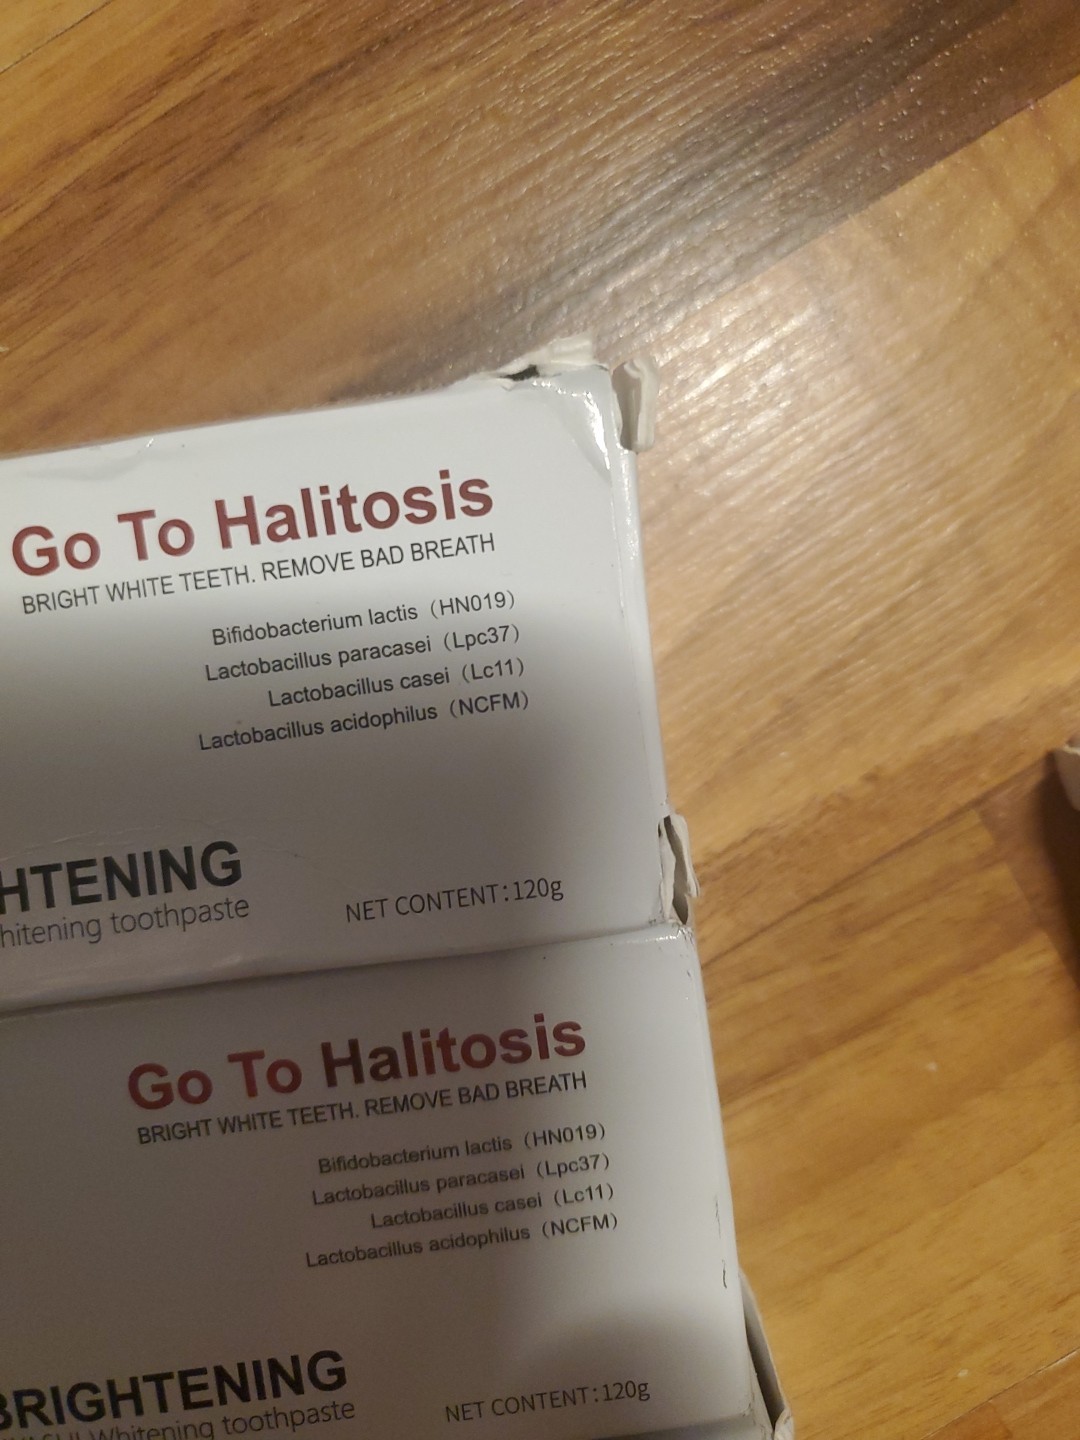 Go To Halitosis
BRIGHT WHITE TEETH. REMOVE BAD BREATH
Bifidobacterium lactis（HN019）
Lactobacillus paracasei（Lpc37）
Lactobacillus casei（Lc11）
Lactobacillus acidophilus（NCFM）
HTENING
hitening toothpaste
NET CONTENT:120g
Go To Halitosis
BRIGHT WHITE TEETH. REMOVE BAD BREATH
Bifidobacterium lactis（HN019）
Lactobacillus paracasei（Lpc37）
Lactobacillus casei（Lc11）
Lactobacillus acidophilus（NCFM）
BRIGHTENING
Whitening toothpaste
NET CONTENT:120g